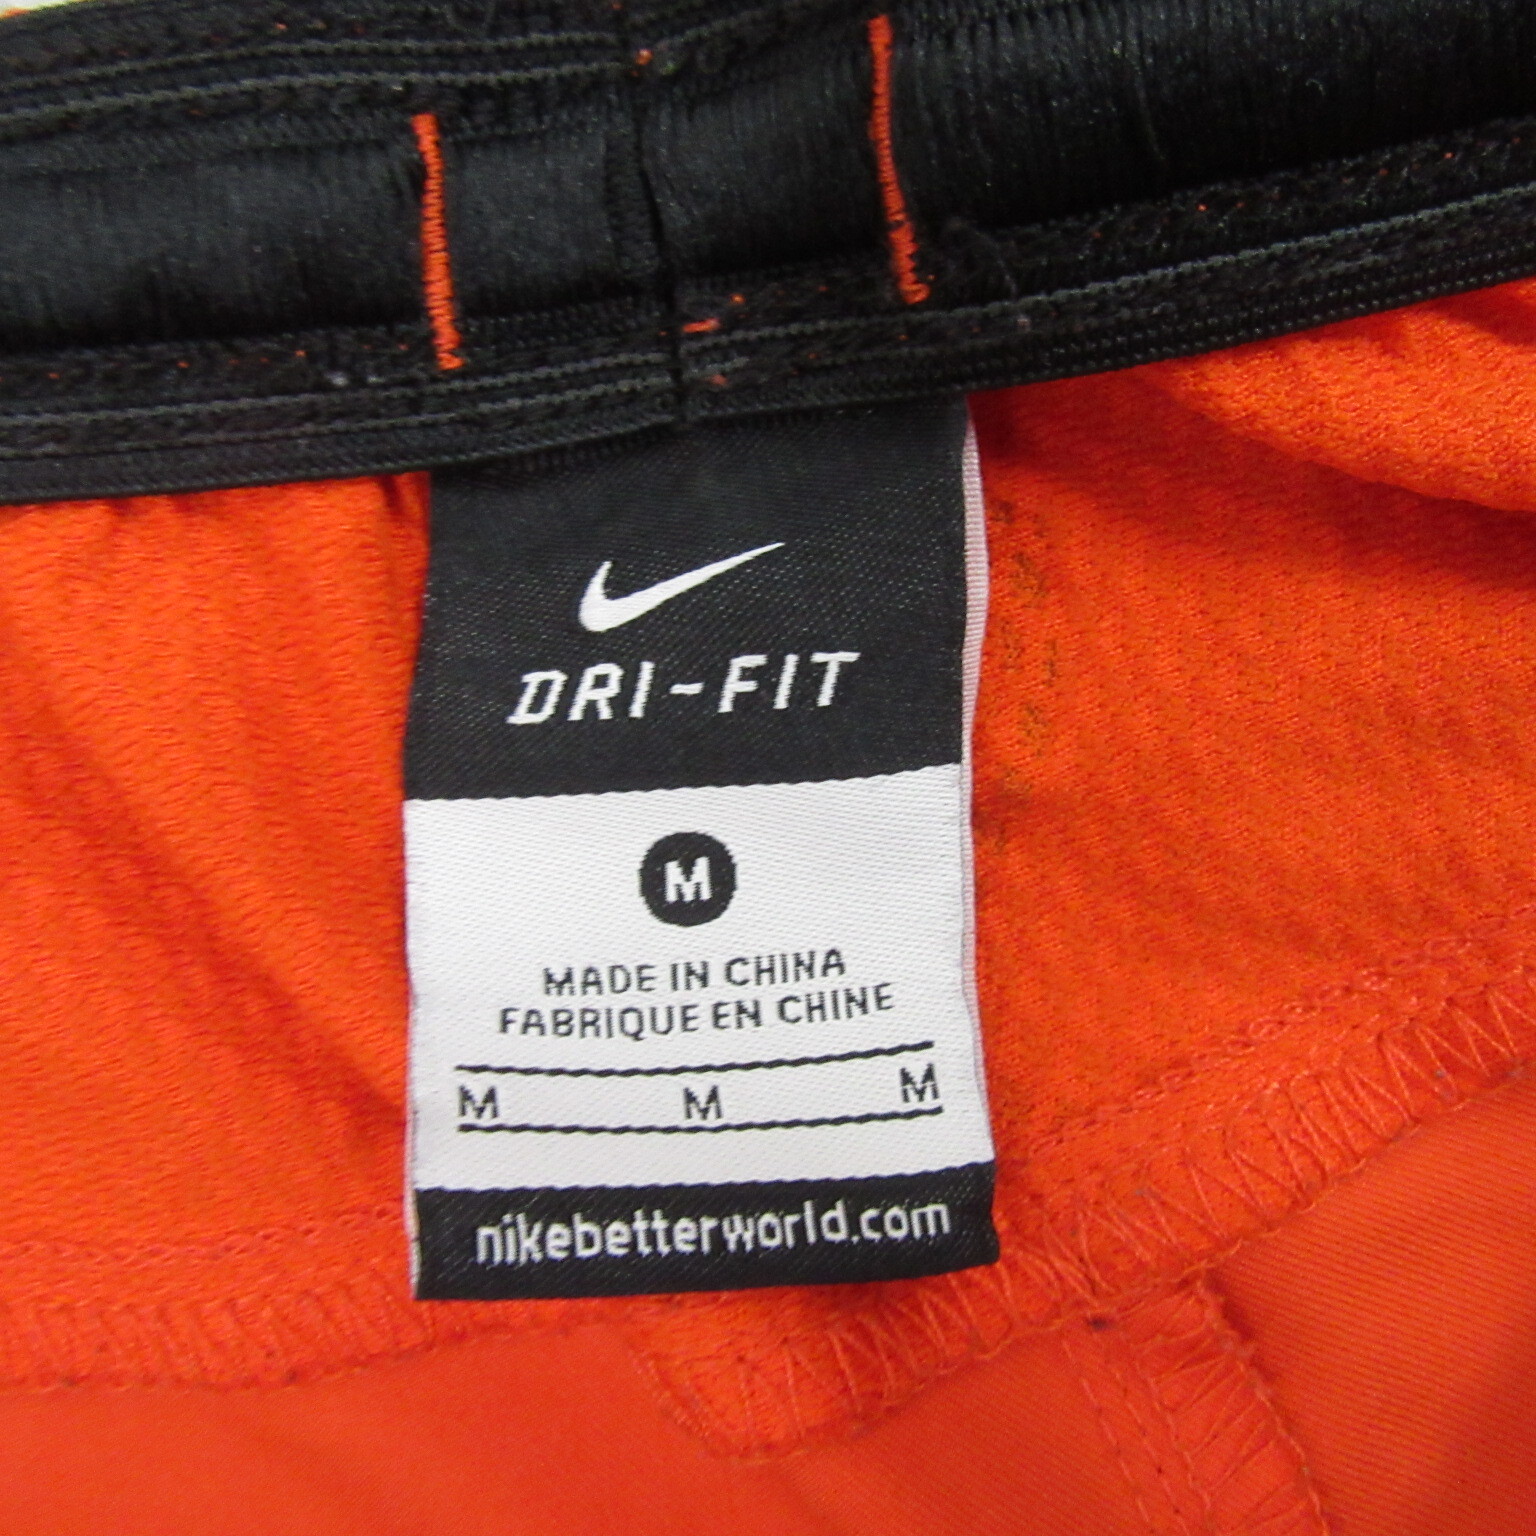 DRI-FIT
M
MADE IN CHINA
FABRIQUE EN CHINE
M M M
nikebetterworld.com